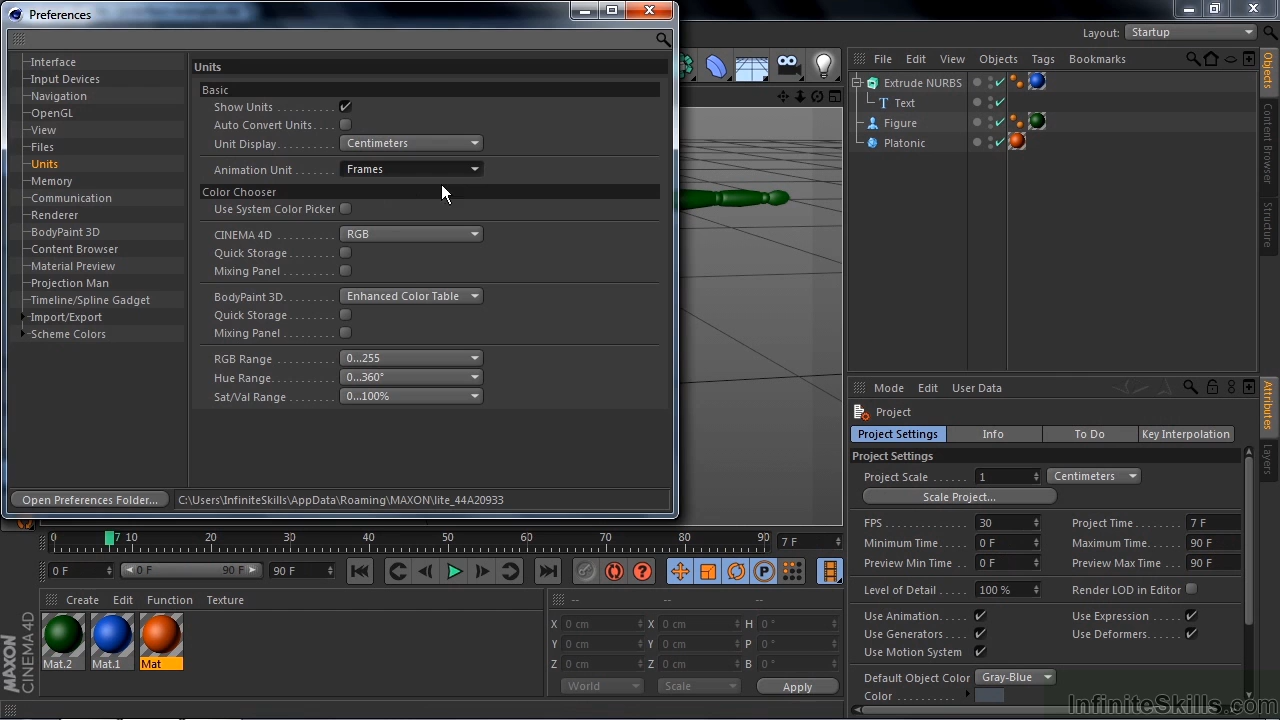 Preferences
Layout: Startup
Interface
Input Devices
Navigation
OpenGL
View
Files
Units
Memory
Communication
Renderer
BodyPaint 3D
Content Browser
Material Preview
Projection Man
Timeline/Spline Gadget
Import/Export
Scheme Colors
Units
Basic
Show Units
Auto Convert Units
Unit Display Centimeters
Animation Unit Frames
Color Chooser
Use System Color Picker
CINEMA 4D RGB
Quick Storage
Mixing Panel
BodyPaint 3D Enhanced Color Table
Quick Storage
Mixing Panel
RGB Range 0...255
Hue Range 0...360°
Sat/Val Range 0...100%
Open Preferences Folder... C:\Users\InfiniteSkills\AppData\Roaming\MAXON\lite_44A20933
File Edit View Objects Tags Bookmarks
Extrude NURBS
Text
Figure
Platonic
Objects
Content Browser
Structure
Mode Edit User Data
Project
Project Settings Info To Do Key Interpolation
Project Settings
Project Scale 1 Centimeters
Scale Project...
FPS 30 Project Time 7 F
Minimum Time 0 F Maximum Time 90 F
Preview Min Time 0 F Preview Max Time 90 F
Level of Detail 100 % Render LOD in Editor
Use Animation Use Expression
Use Generators Use Deformers
Use Motion System
Default Object Color Gray-Blue
Color
Attributes
Layers
0 7 10 20 30 40 50 60 70 80 90 7 F
0 F 0 F 90 F 90 F
Create Edit Function Texture
Mat.2 Mat.1 Mat
-- -- --
X 0 cm X 0 cm H 0 °
Y 0 cm Y 0 cm P 0 °
Z 0 cm Z 0 cm B 0 °
World Scale Apply
MAXON
CINEMA 4D
InfiniteSkills.com